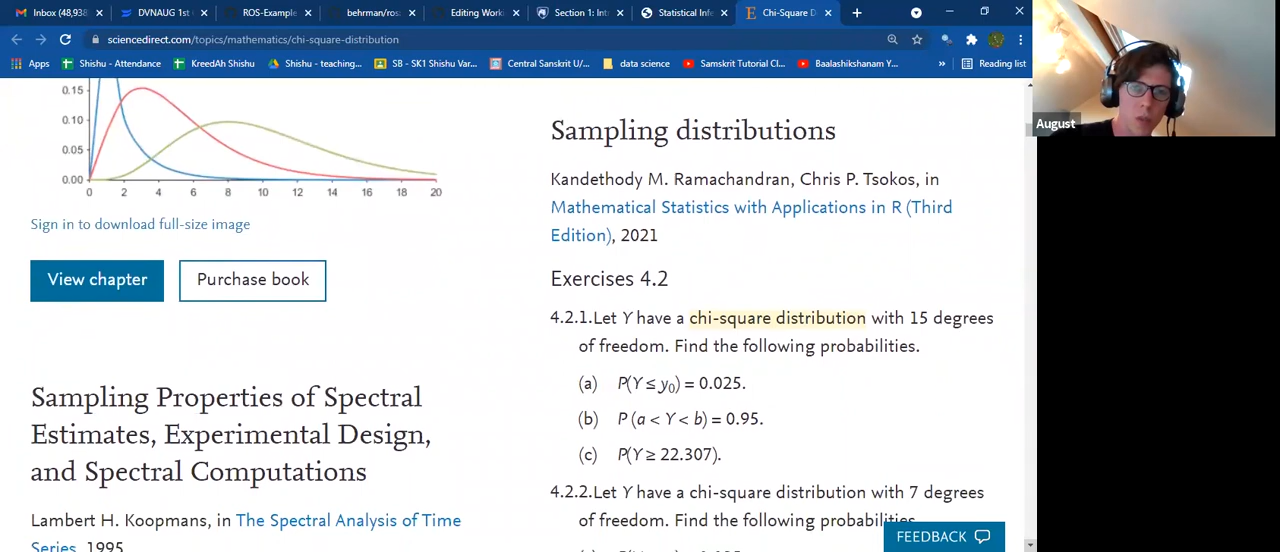 Inbox (48,938
DVNAUG 1st
ROS-Example
behrman/ros
Editing Worki
Section 1: Int
Statistical Infe
Chi-Square D
sciencedirect.com/topics/mathematics/chi-square-distribution
Apps
Shishu - Attendance
KreedAh Shishu
Shishu - teaching...
SB - SK1 Shishu Var...
Central Sanskrit U/...
data science
Samskrit Tutorial Cl...
Baalashikshanam Y...
»
Reading list
August
0.15
0.10
0.05
0.00
0 2 4 6 8 10 12 14 16 18 20
Sign in to download full-size image
View chapter
Purchase book
Sampling Properties of Spectral
Estimates, Experimental Design,
and Spectral Computations
Lambert H. Koopmans, in The Spectral Analysis of Time
Series, 1995
Sampling distributions
Kandethody M. Ramachandran, Chris P. Tsokos, in
Mathematical Statistics with Applications in R (Third
Edition), 2021
Exercises 4.2
4.2.1.Let Y have a chi-square distribution with 15 degrees
of freedom. Find the following probabilities.
(a) P(Y ≤ y₀) = 0.025.
(b) P (a < Y < b) = 0.95.
(c) P(Y ≥ 22.307).
4.2.2.Let Y have a chi-square distribution with 7 degrees
of freedom. Find the following probabilities.
FEEDBACK